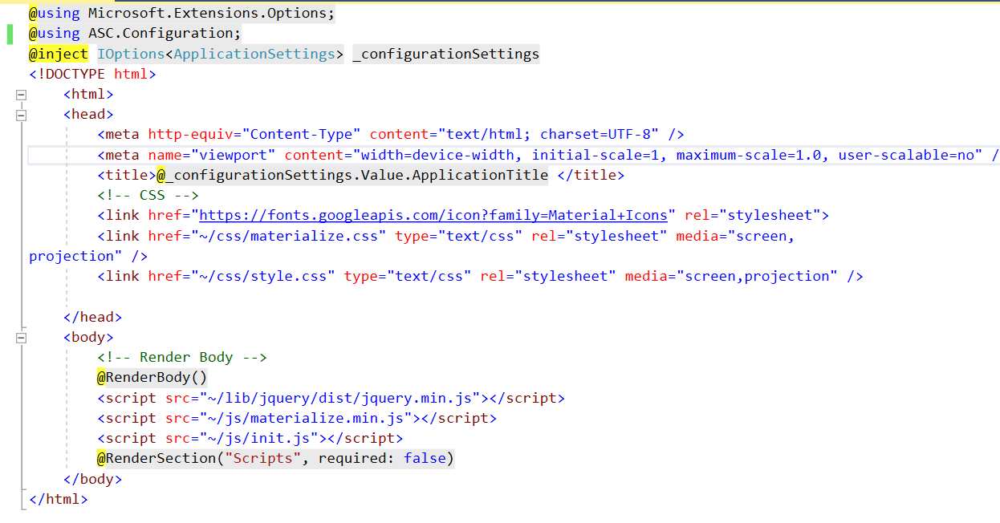 @using Microsoft.Extensions.Options;
@using ASC.Configuration;
@inject IOptions<ApplicationSettings> _configurationSettings
<!DOCTYPE html>
    <html>
    <head>
        <meta http-equiv="Content-Type" content="text/html; charset=UTF-8" />
        <meta name="viewport" content="width=device-width, initial-scale=1, maximum-scale=1.0, user-scalable=no" /
        <title>@_configurationSettings.Value.ApplicationTitle </title>
        <!-- CSS -->
        <link href="https://fonts.googleapis.com/icon?family=Material+Icons" rel="stylesheet">
        <link href="~/css/materialize.css" type="text/css" rel="stylesheet" media="screen,
projection" />
        <link href="~/css/style.css" type="text/css" rel="stylesheet" media="screen,projection" />
    </head>
    <body>
        <!-- Render Body -->
        @RenderBody()
        <script src="~/lib/jquery/dist/jquery.min.js"></script>
        <script src="~/js/materialize.min.js"></script>
        <script src="~/js/init.js"></script>
        @RenderSection("Scripts", required: false)
    </body>
</html>